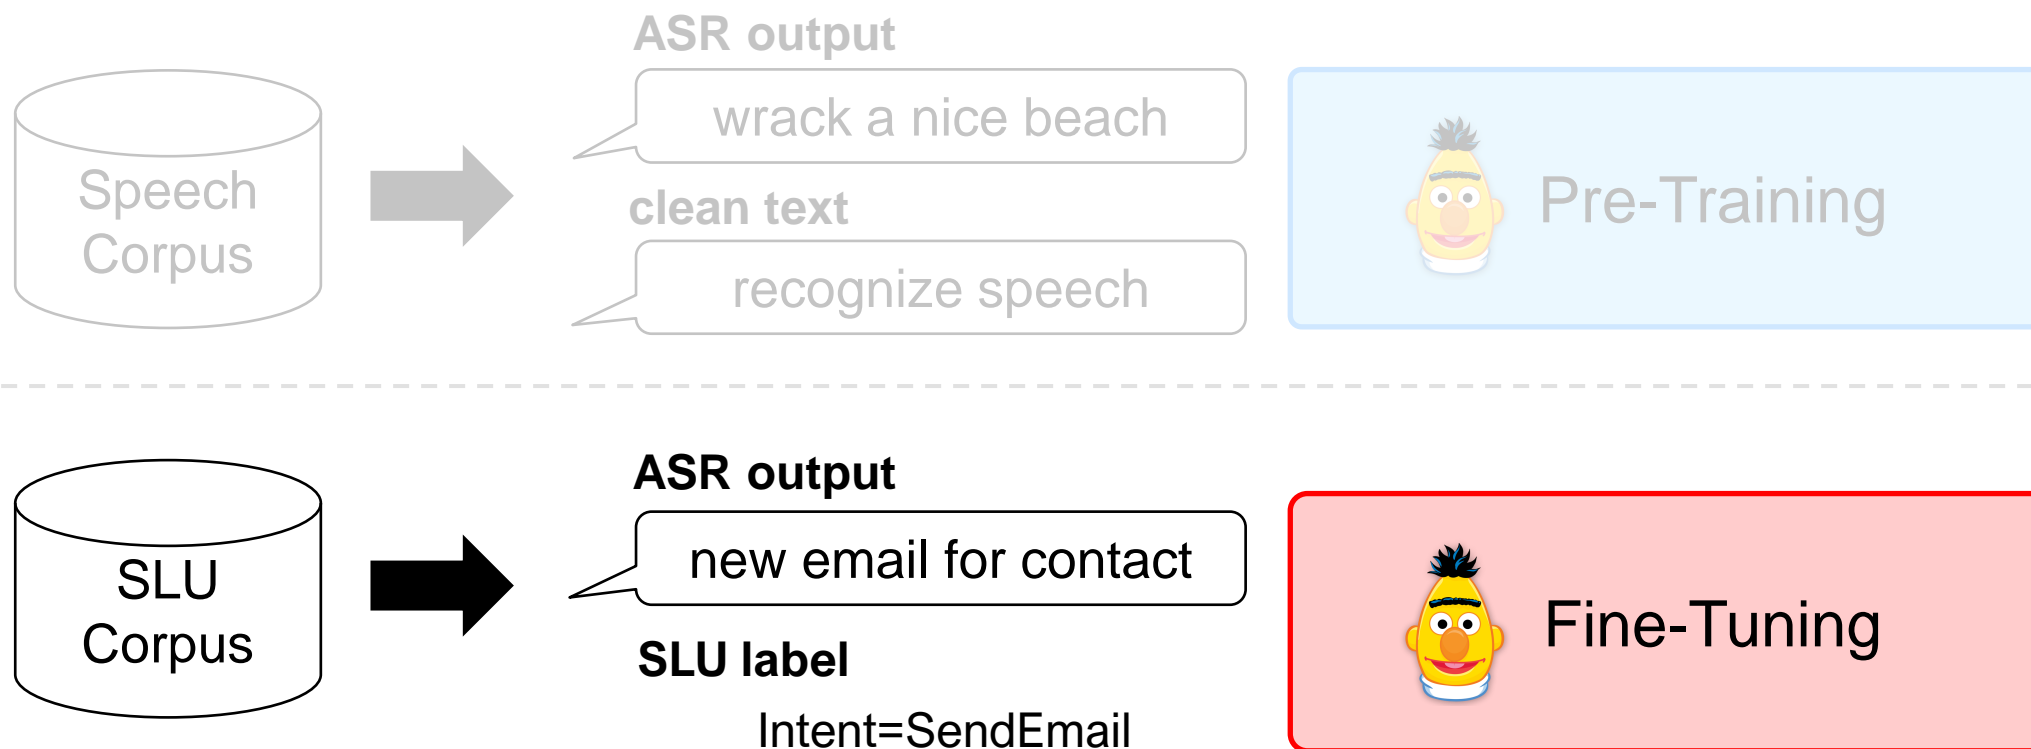 ASR output
wrack a nice beach
Speech
Corpus
clean text
recognize speech
Pre-Training
ASR output
new email for contact
SLU
Corpus
SLU label
Intent=SendEmail
Fine-Tuning